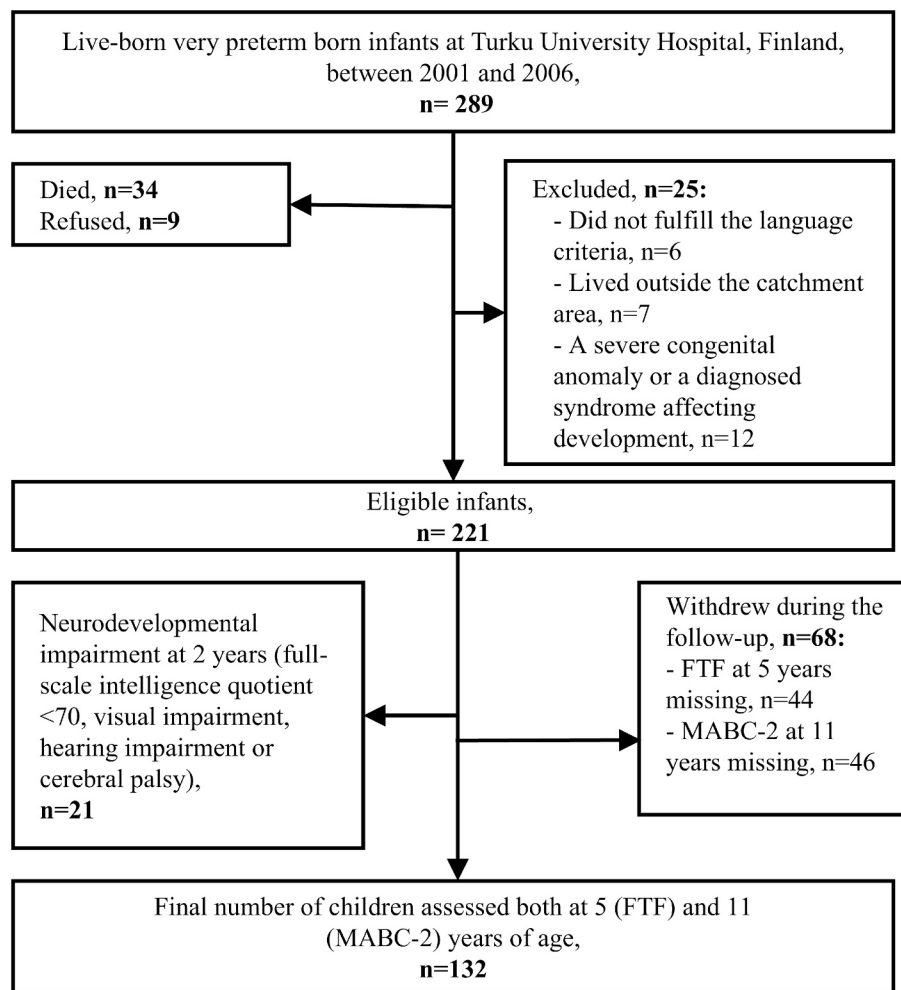 Live-born very preterm born infants at Turku University Hospital, Finland,
between 2001 and 2006,
n= 289
Died, n=34
Refused, n=9
Excluded, n=25:
- Did not fulfill the language
criteria, n=6
- Lived outside the catchment
area, n=7
- A severe congenital
anomaly or a diagnosed
syndrome affecting
development, n=12
Eligible infants,
n= 221
Neurodevelopmental
impairment at 2 years (full-
scale intelligence quotient
<70, visual impairment,
hearing impairment or
cerebral palsy),
n=21
Withdrew during the
follow-up, n=68:
- FTF at 5 years
missing, n=44
- MABC-2 at 11
years missing, n=46
Final number of children assessed both at 5 (FTF) and 11
(MABC-2) years of age,
n=132